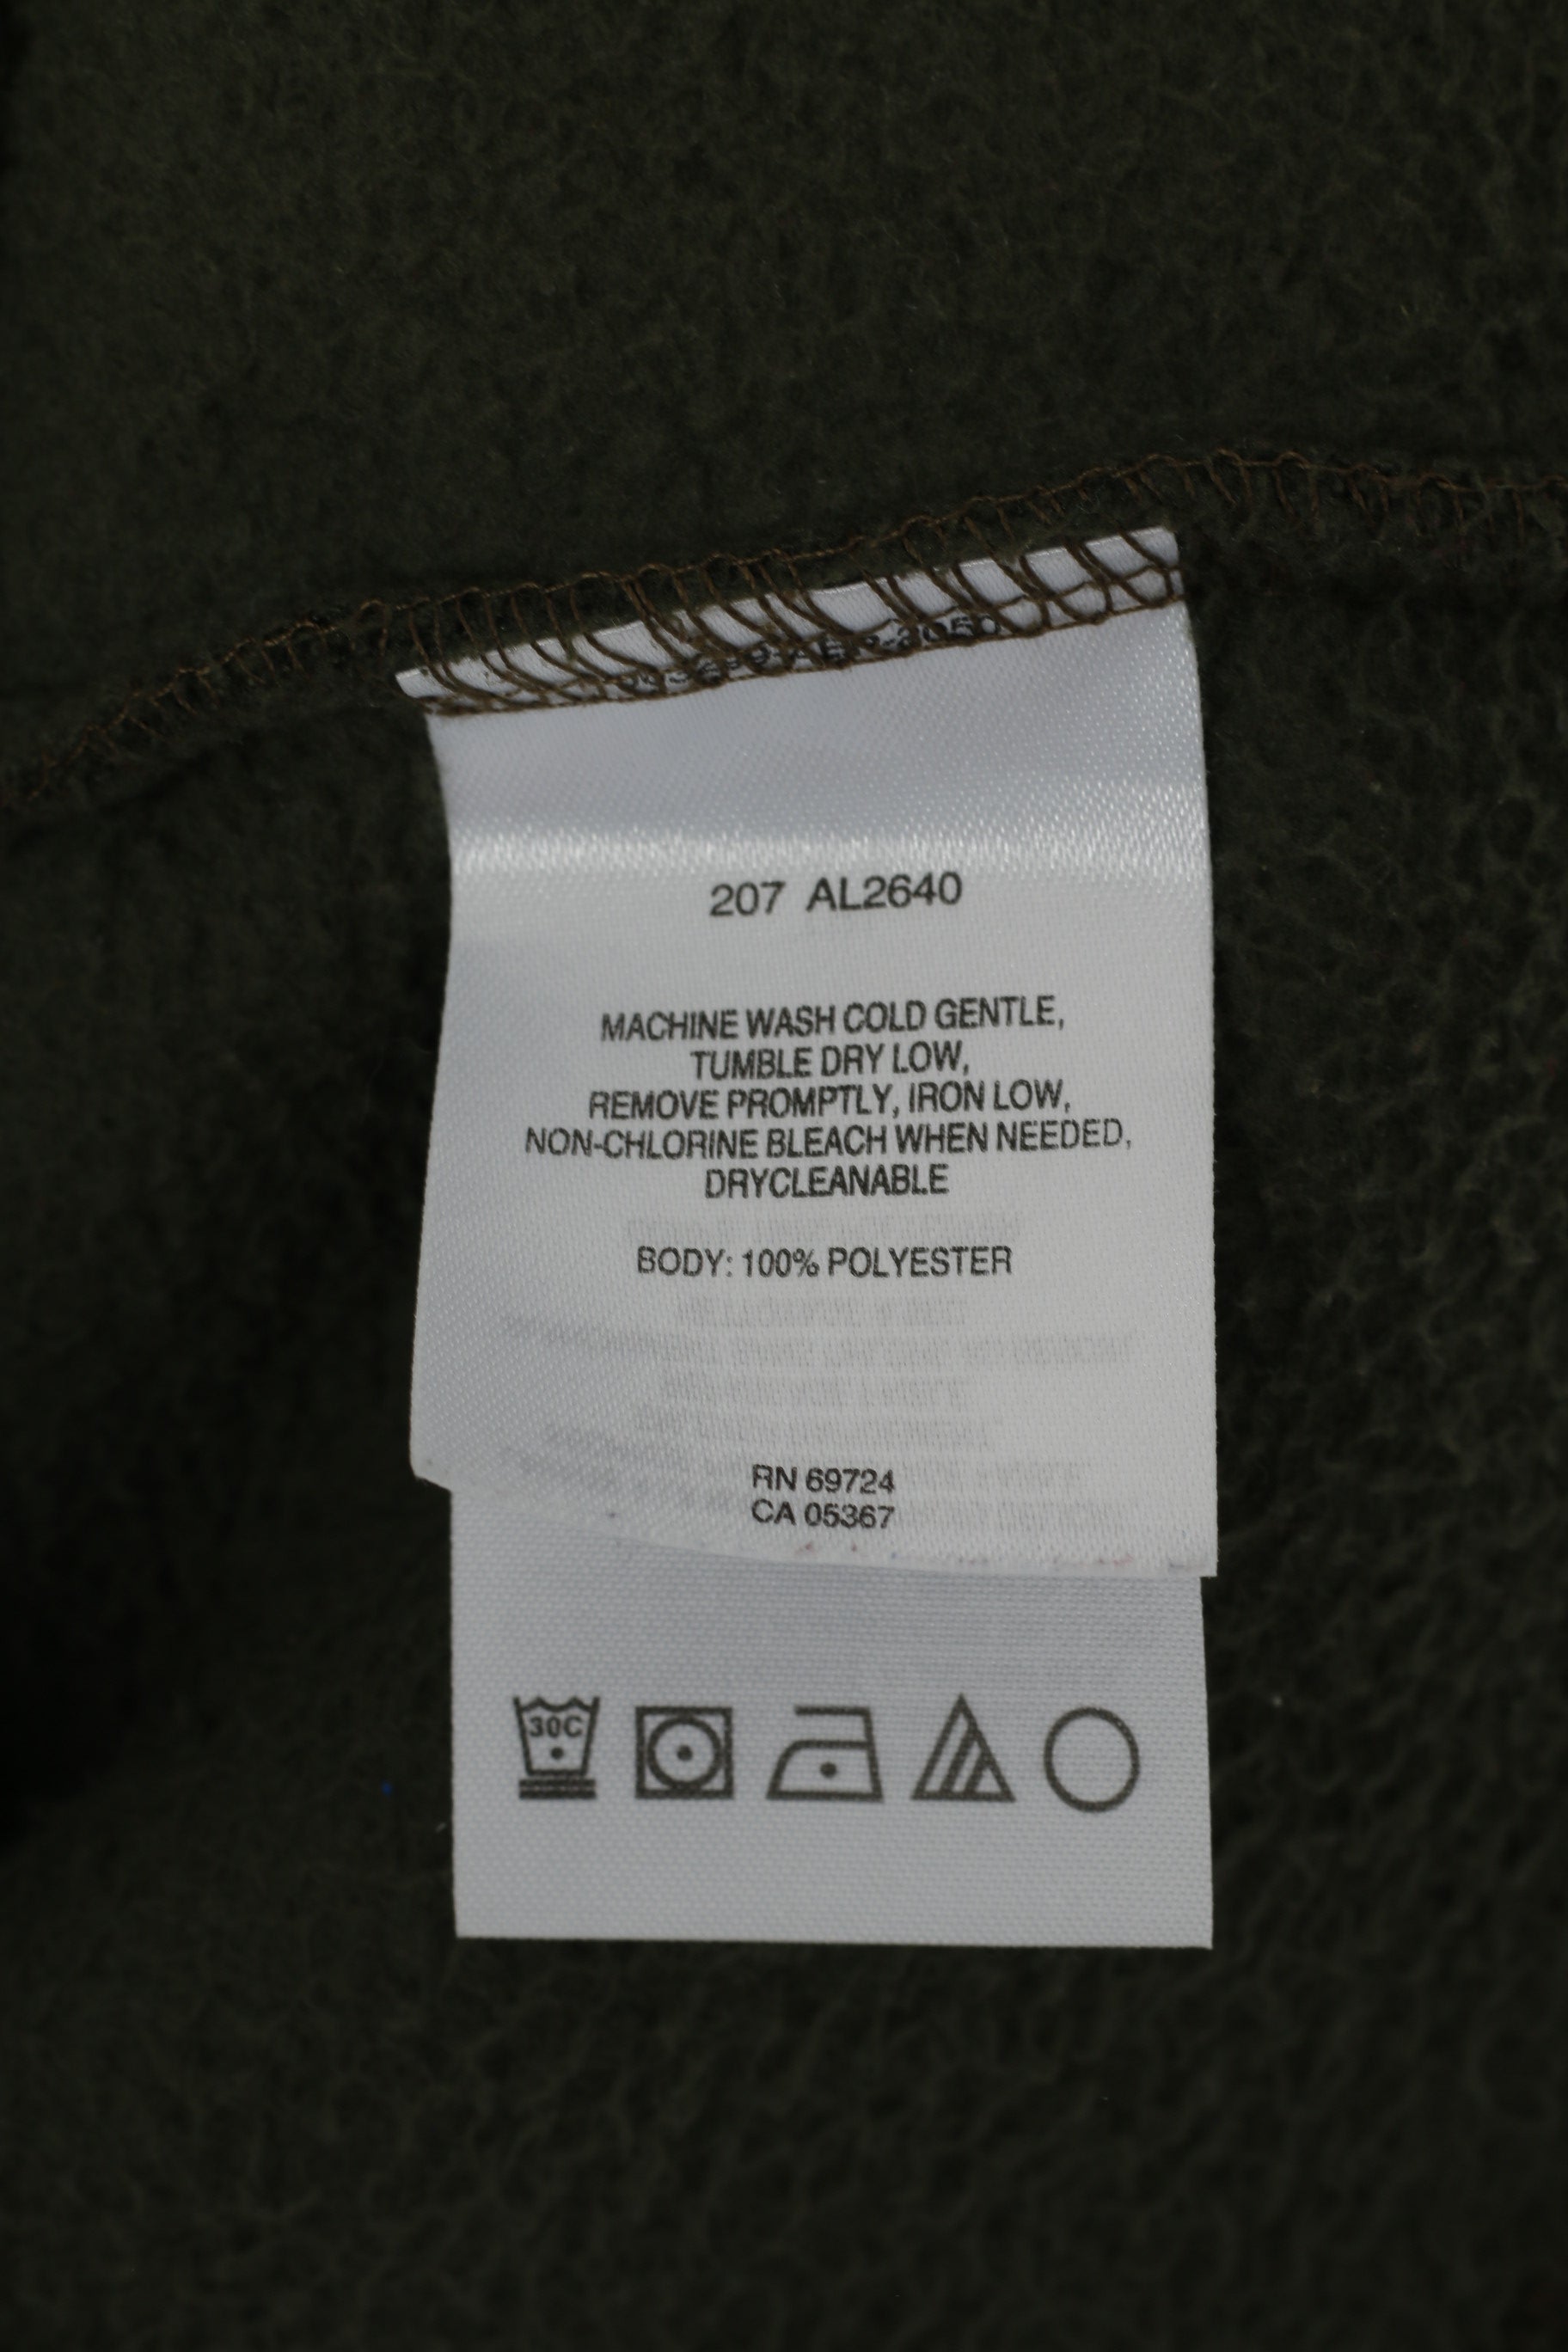 207 AL2640
MACHINE WASH COLD GENTLE,
TUMBLE DRY LOW,
REMOVE PROMPTLY, IRON LOW,
NON-CHLORINE BLEACH WHEN NEEDED,
DRYCLEANABLE
BODY: 100% POLYESTER
RN 69724
CA 05367
30C